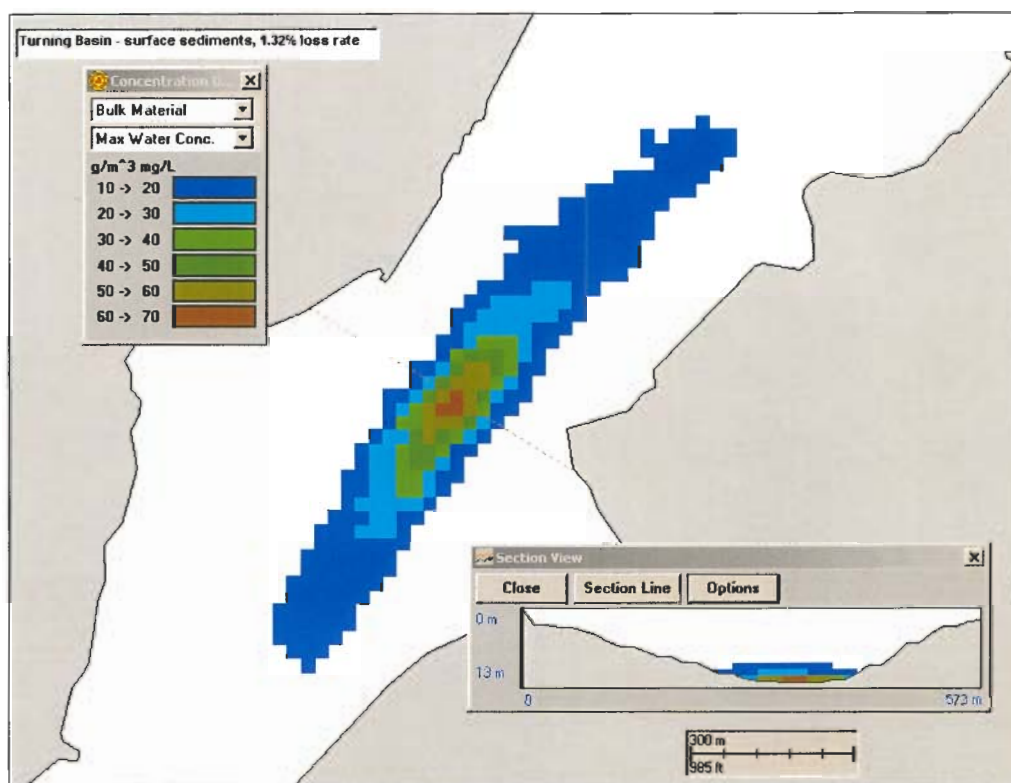 Turning Basin - surface sediments, 1.32% loss rate
Concentration
Bulk Material
Max Water Conc.
g/m^3 mg/L
10 -> 20
20 -> 30
30 -> 40
40 -> 50
50 -> 60
60 -> 70
Section View
Close Section Line Options
0 m
13 m
0 573 m
300 m
985 ft